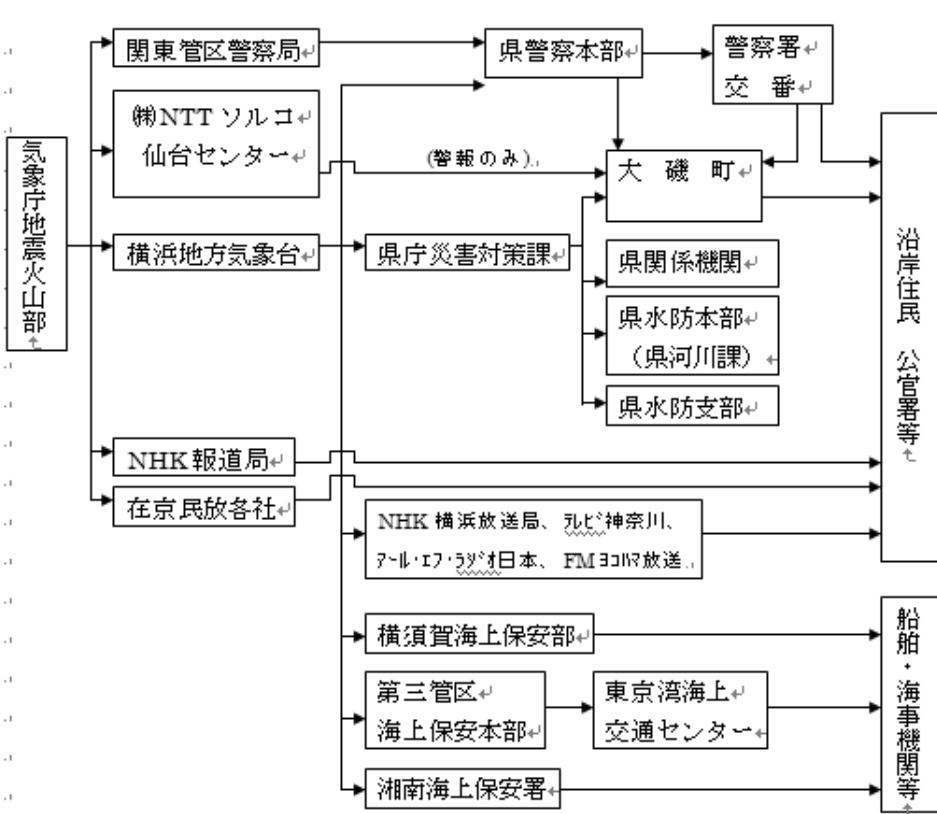 関東管区警察局
県警察本部
警察署
交　番
㈱NTTソルコ
仙台センター
(警報のみ)
大　磯　町
気象庁地震火山部
横浜地方気象台
県庁災害対策課
県関係機関
県水防本部
（県河川課）
県水防支部
沿岸住民　公官署等
NHK報道局
在京民放各社
NHK横浜放送局、ﾃﾚﾋﾞ神奈川、
ｱｰﾙ･ｴﾌ･ﾗｼﾞｵ日本、FMﾖｺﾊﾏ放送
横須賀海上保安部
第三管区
海上保安本部
東京湾海上
交通センター
湘南海上保安署
船舶・海事機関等